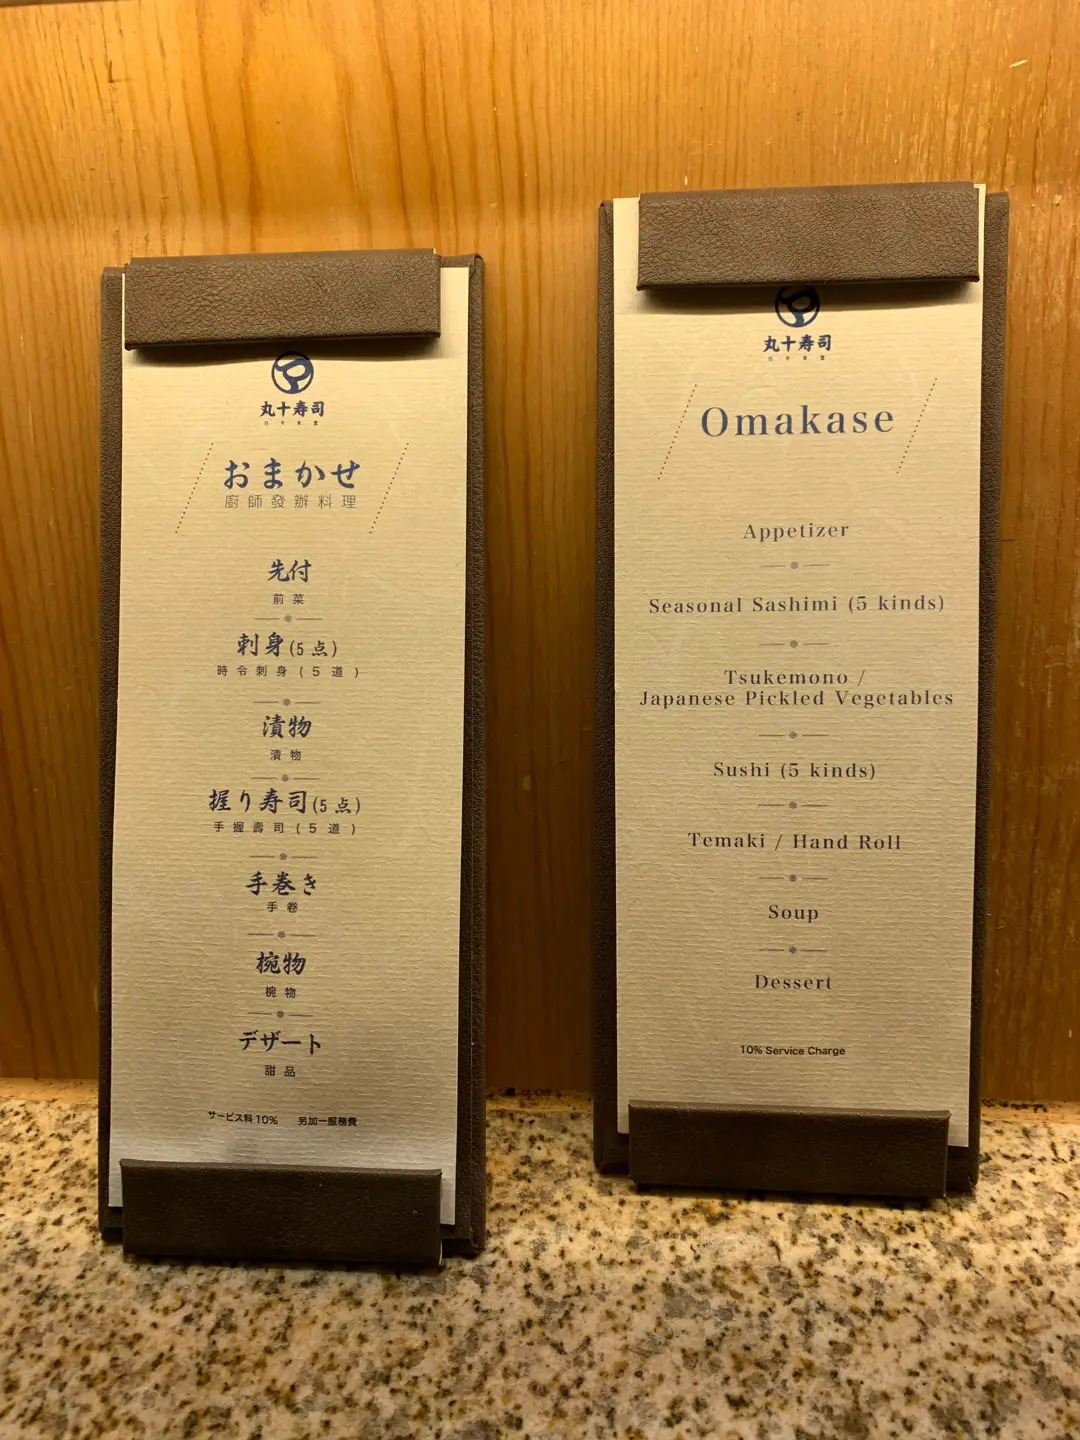 丸十寿司
おまかせ
廚師發辦料理
先付
前菜
刺身(5点)
時令刺身(5道)
漬物
漬物
握り寿司(5点)
手握壽司(5道)
手巻き
手卷
椀物
椀物
デザート
甜品
サービス料10% 另加一服務費
丸十寿司
Omakase
Appetizer
Seasonal Sashimi (5 kinds)
Tsukemono /
Japanese Pickled Vegetables
Sushi (5 kinds)
Temaki / Hand Roll
Soup
Dessert
10% Service Charge